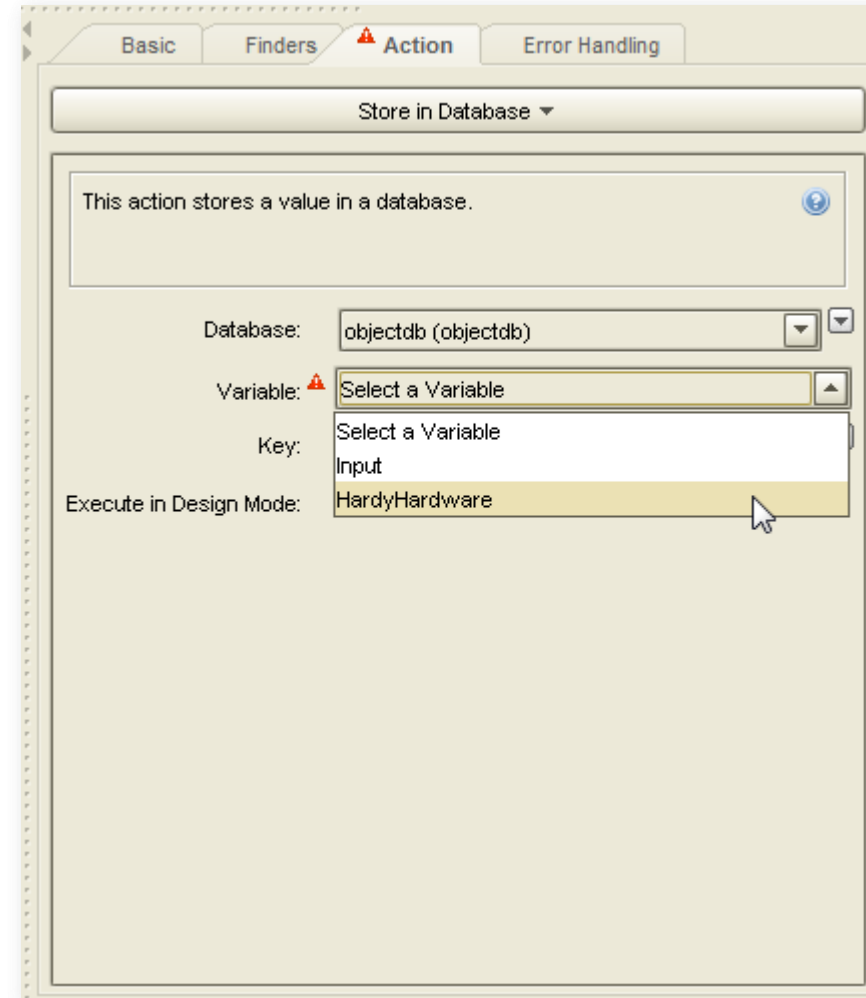 Basic Finders Action Error Handling
Store in Database
This action stores a value in a database.
Database: objectdb (objectdb)
Variable: Select a Variable
Select a Variable
Key:
Input
Execute in Design Mode: HardyHardware